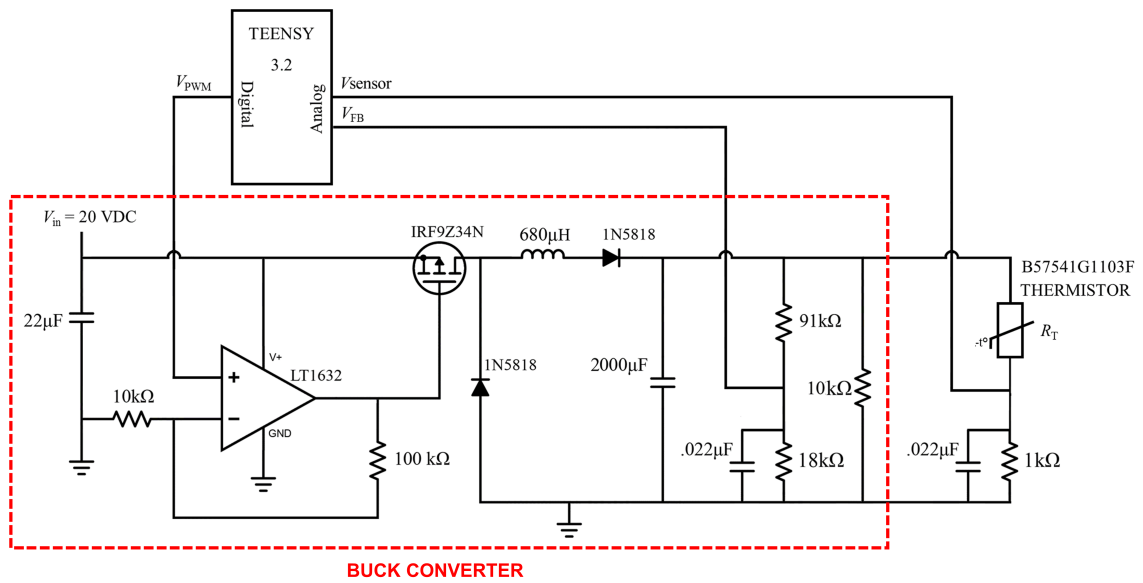 TEENSY
3.2
Digital
Analog
VPWM
Vsensor
VFB
Vin = 20 VDC
IRF9Z34N
680µH
1N5818
B57541G1103F
THERMISTOR
22µF
91kΩ
-t°
RT
V+
LT1632
1N5818
2000µF
10kΩ
10kΩ
+
−
GND
100 kΩ
.022µF
18kΩ
.022µF
1kΩ
BUCK CONVERTER